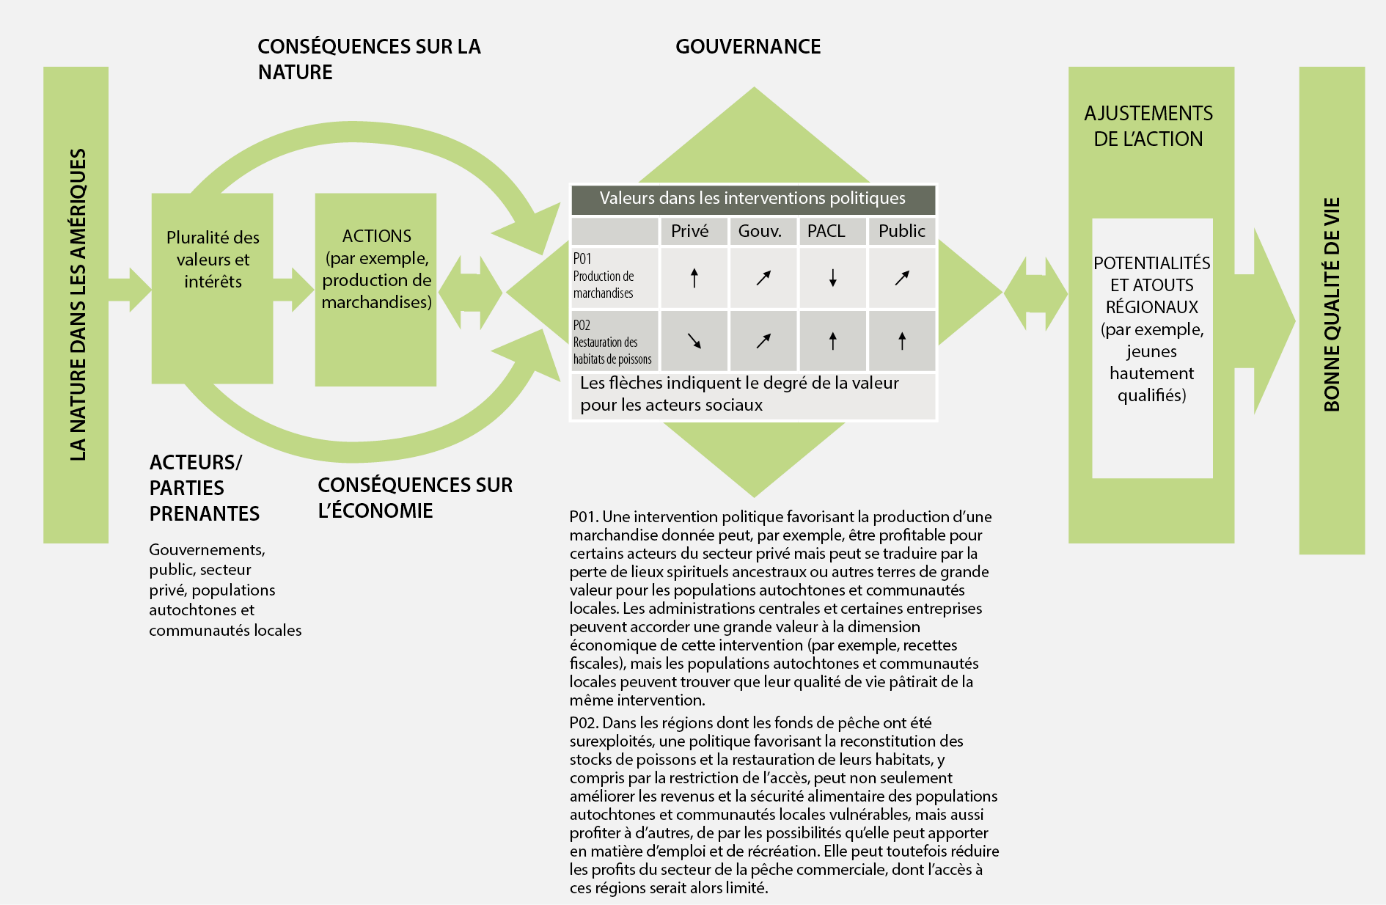 CONSÉQUENCES SUR LA
NATURE
GOUVERNANCE
LA NATURE DANS LES AMÉRIQUES
Pluralité des
valeurs et
intérêts
ACTIONS
(par exemple,
production de
marchandises)
Valeurs dans les interventions politiques
Privé Gouv. PACL Public
P01
Production de
marchandises
P02
Restauration des
habitats de poissons
Les flèches indiquent le degré de la valeur
pour les acteurs sociaux
AJUSTEMENTS
DE L’ACTION
POTENTIALITÉS
ET ATOUTS
RÉGIONAUX
(par exemple,
jeunes
hautement
qualifiés)
BONNE QUALITÉ DE VIE
ACTEURS/
PARTIES
PRENANTES
Gouvernements,
public, secteur
privé, populations
autochtones et
communautés locales
CONSÉQUENCES SUR
L’ÉCONOMIE
P01. Une intervention politique favorisant la production d’une
marchandise donnée peut, par exemple, être profitable pour
certains acteurs du secteur privé mais peut se traduire par la
perte de lieux spirituels ancestraux ou autres terres de grande
valeur pour les populations autochtones et communautés
locales. Les administrations centrales et certaines entreprises
peuvent accorder une grande valeur à la dimension
économique de cette intervention (par exemple, recettes
fiscales), mais les populations autochtones et communautés
locales peuvent trouver que leur qualité de vie pâtirait de la
même intervention.
P02. Dans les régions dont les fonds de pêche ont été
surexploités, une politique favorisant la reconstitution des
stocks de poissons et la restauration de leurs habitats, y
compris par la restriction de l’accès, peut non seulement
améliorer les revenus et la sécurité alimentaire des populations
autochtones et communautés locales vulnérables, mais aussi
profiter à d’autres, de par les possibilités qu’elle peut apporter
en matière d’emploi et de récréation. Elle peut toutefois réduire
les profits du secteur de la pêche commerciale, dont l’accès à
ces régions serait alors limité.